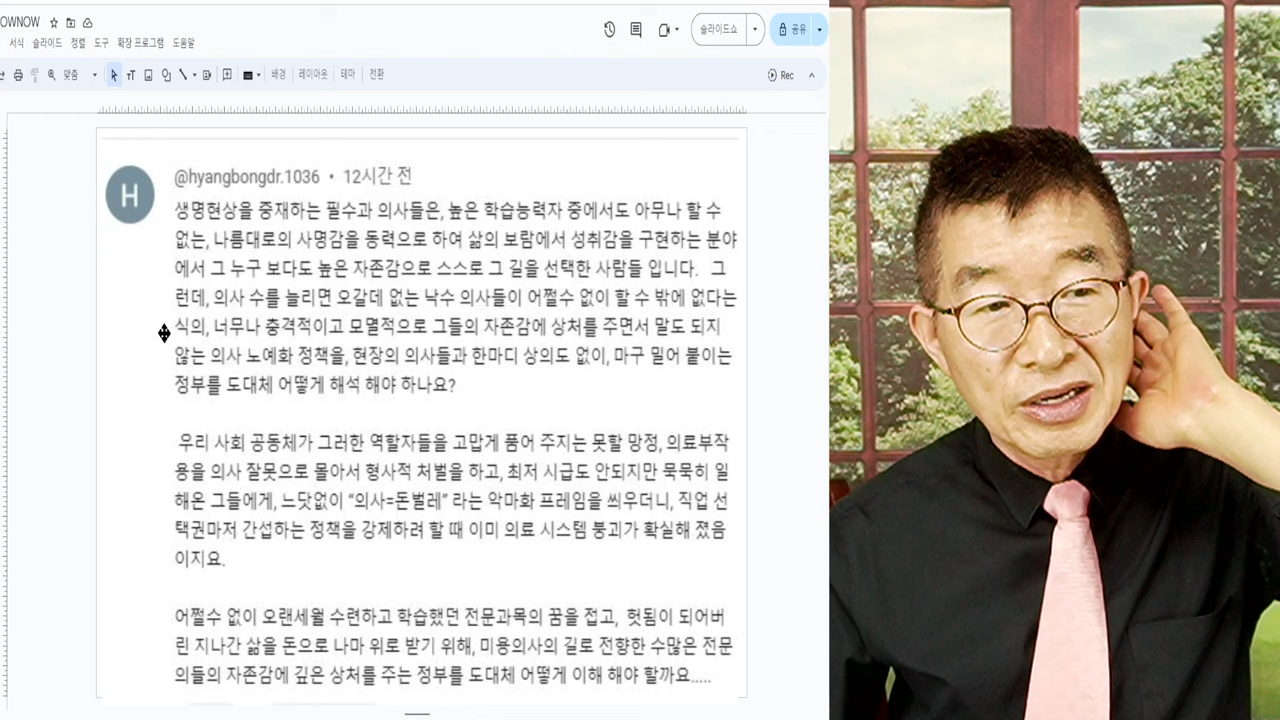 OWNOW
서식 슬라이드 정렬 도구 확장 프로그램 도움말
슬라이드쇼
공유
맞춤
배경 레이아웃 테마 전환
Rec
H
@hyangbongdr.1036 • 12시간 전
생명현상을 중재하는 필수과 의사들은, 높은 학습능력자 중에서도 아무나 할 수
없는, 나름대로의 사명감을 동력으로 하여 삶의 보람에서 성취감을 구현하는 분야
에서 그 누구 보다도 높은 자존감으로 스스로 그 길을 선택한 사람들 입니다. 그
런데, 의사 수를 늘리면 오갈데 없는 낙수 의사들이 어쩔수 없이 할 수 밖에 없다는
식의, 너무나 충격적이고 모멸적으로 그들의 자존감에 상처를 주면서 말도 되지
않는 의사 노예화 정책을, 현장의 의사들과 한마디 상의도 없이, 마구 밀어 붙이는
정부를 도대체 어떻게 해석 해야 하나요?
우리 사회 공동체가 그러한 역할자들을 고맙게 품어 주지는 못할 망정, 의료부작
용을 의사 잘못으로 몰아서 형사적 처벌을 하고, 최저 시급도 안되지만 묵묵히 일
해온 그들에게, 느닷없이 “의사=돈벌레” 라는 악마화 프레임을 씌우더니, 직업 선
택권마저 간섭하는 정책을 강제하려 할 때 이미 의료 시스템 붕괴가 확실해 졌음
이지요.
어쩔수 없이 오랜세월 수련하고 학습했던 전문과목의 꿈을 접고, 헛됨이 되어버
린 지나간 삶을 돈으로 나마 위로 받기 위해, 미용의사의 길로 전향한 수많은 전문
의들의 자존감에 깊은 상처를 주는 정부를 도대체 어떻게 이해 해야 할까요.....